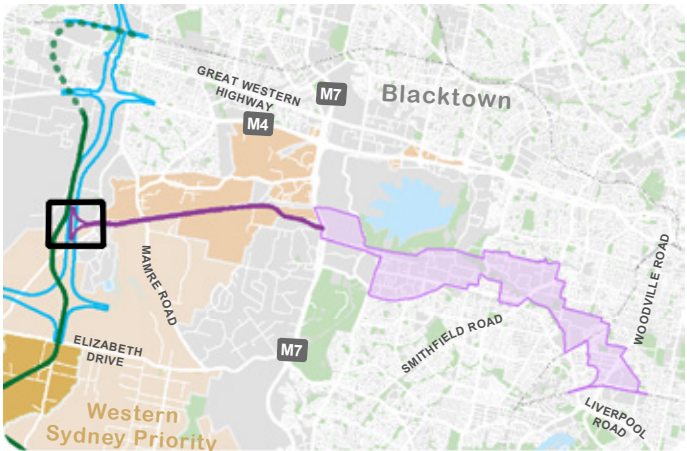 GREAT WESTERN
HIGHWAY
M7
Blacktown
M4
MAMRE ROAD
WOODVILLE ROAD
SMITHFIELD ROAD
ELIZABETH
DRIVE
M7
LIVERPOOL
ROAD
Western
Sydney Priority